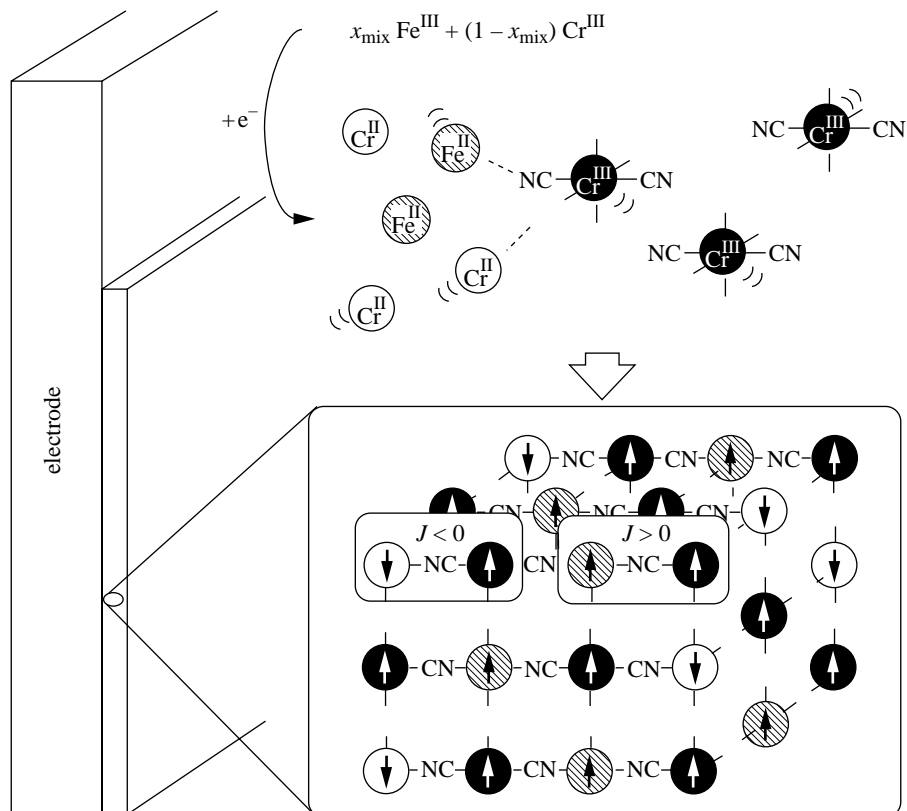 x_mix Fe^III + (1 – x_mix) Cr^III
+e⁻
Cr^II
Fe^II
NC Cr^III CN
NC Cr^III CN
Fe^II
Cr^II
NC Cr^III CN
Cr^II
electrode
NC CN NC
CN NC CN
J < 0
J > 0
NC CN NC
CN NC CN
NC CN NC